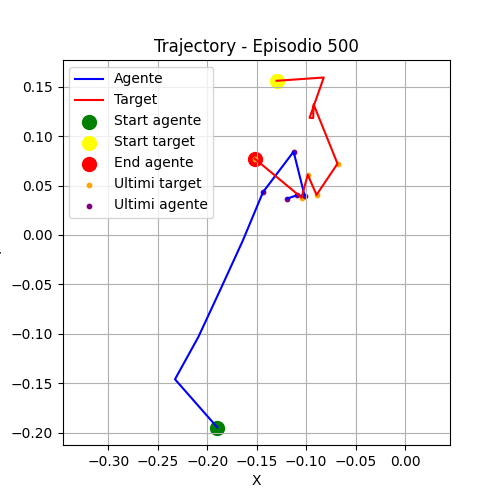 Trajectory - Episodio 500
Agente
Target
Start agente
Start target
End agente
Ultimi target
Ultimi agente
0.15
0.10
0.05
0.00
−0.05
−0.10
−0.15
−0.20
−0.30
−0.25
−0.20
−0.15
−0.10
−0.05
0.00
X